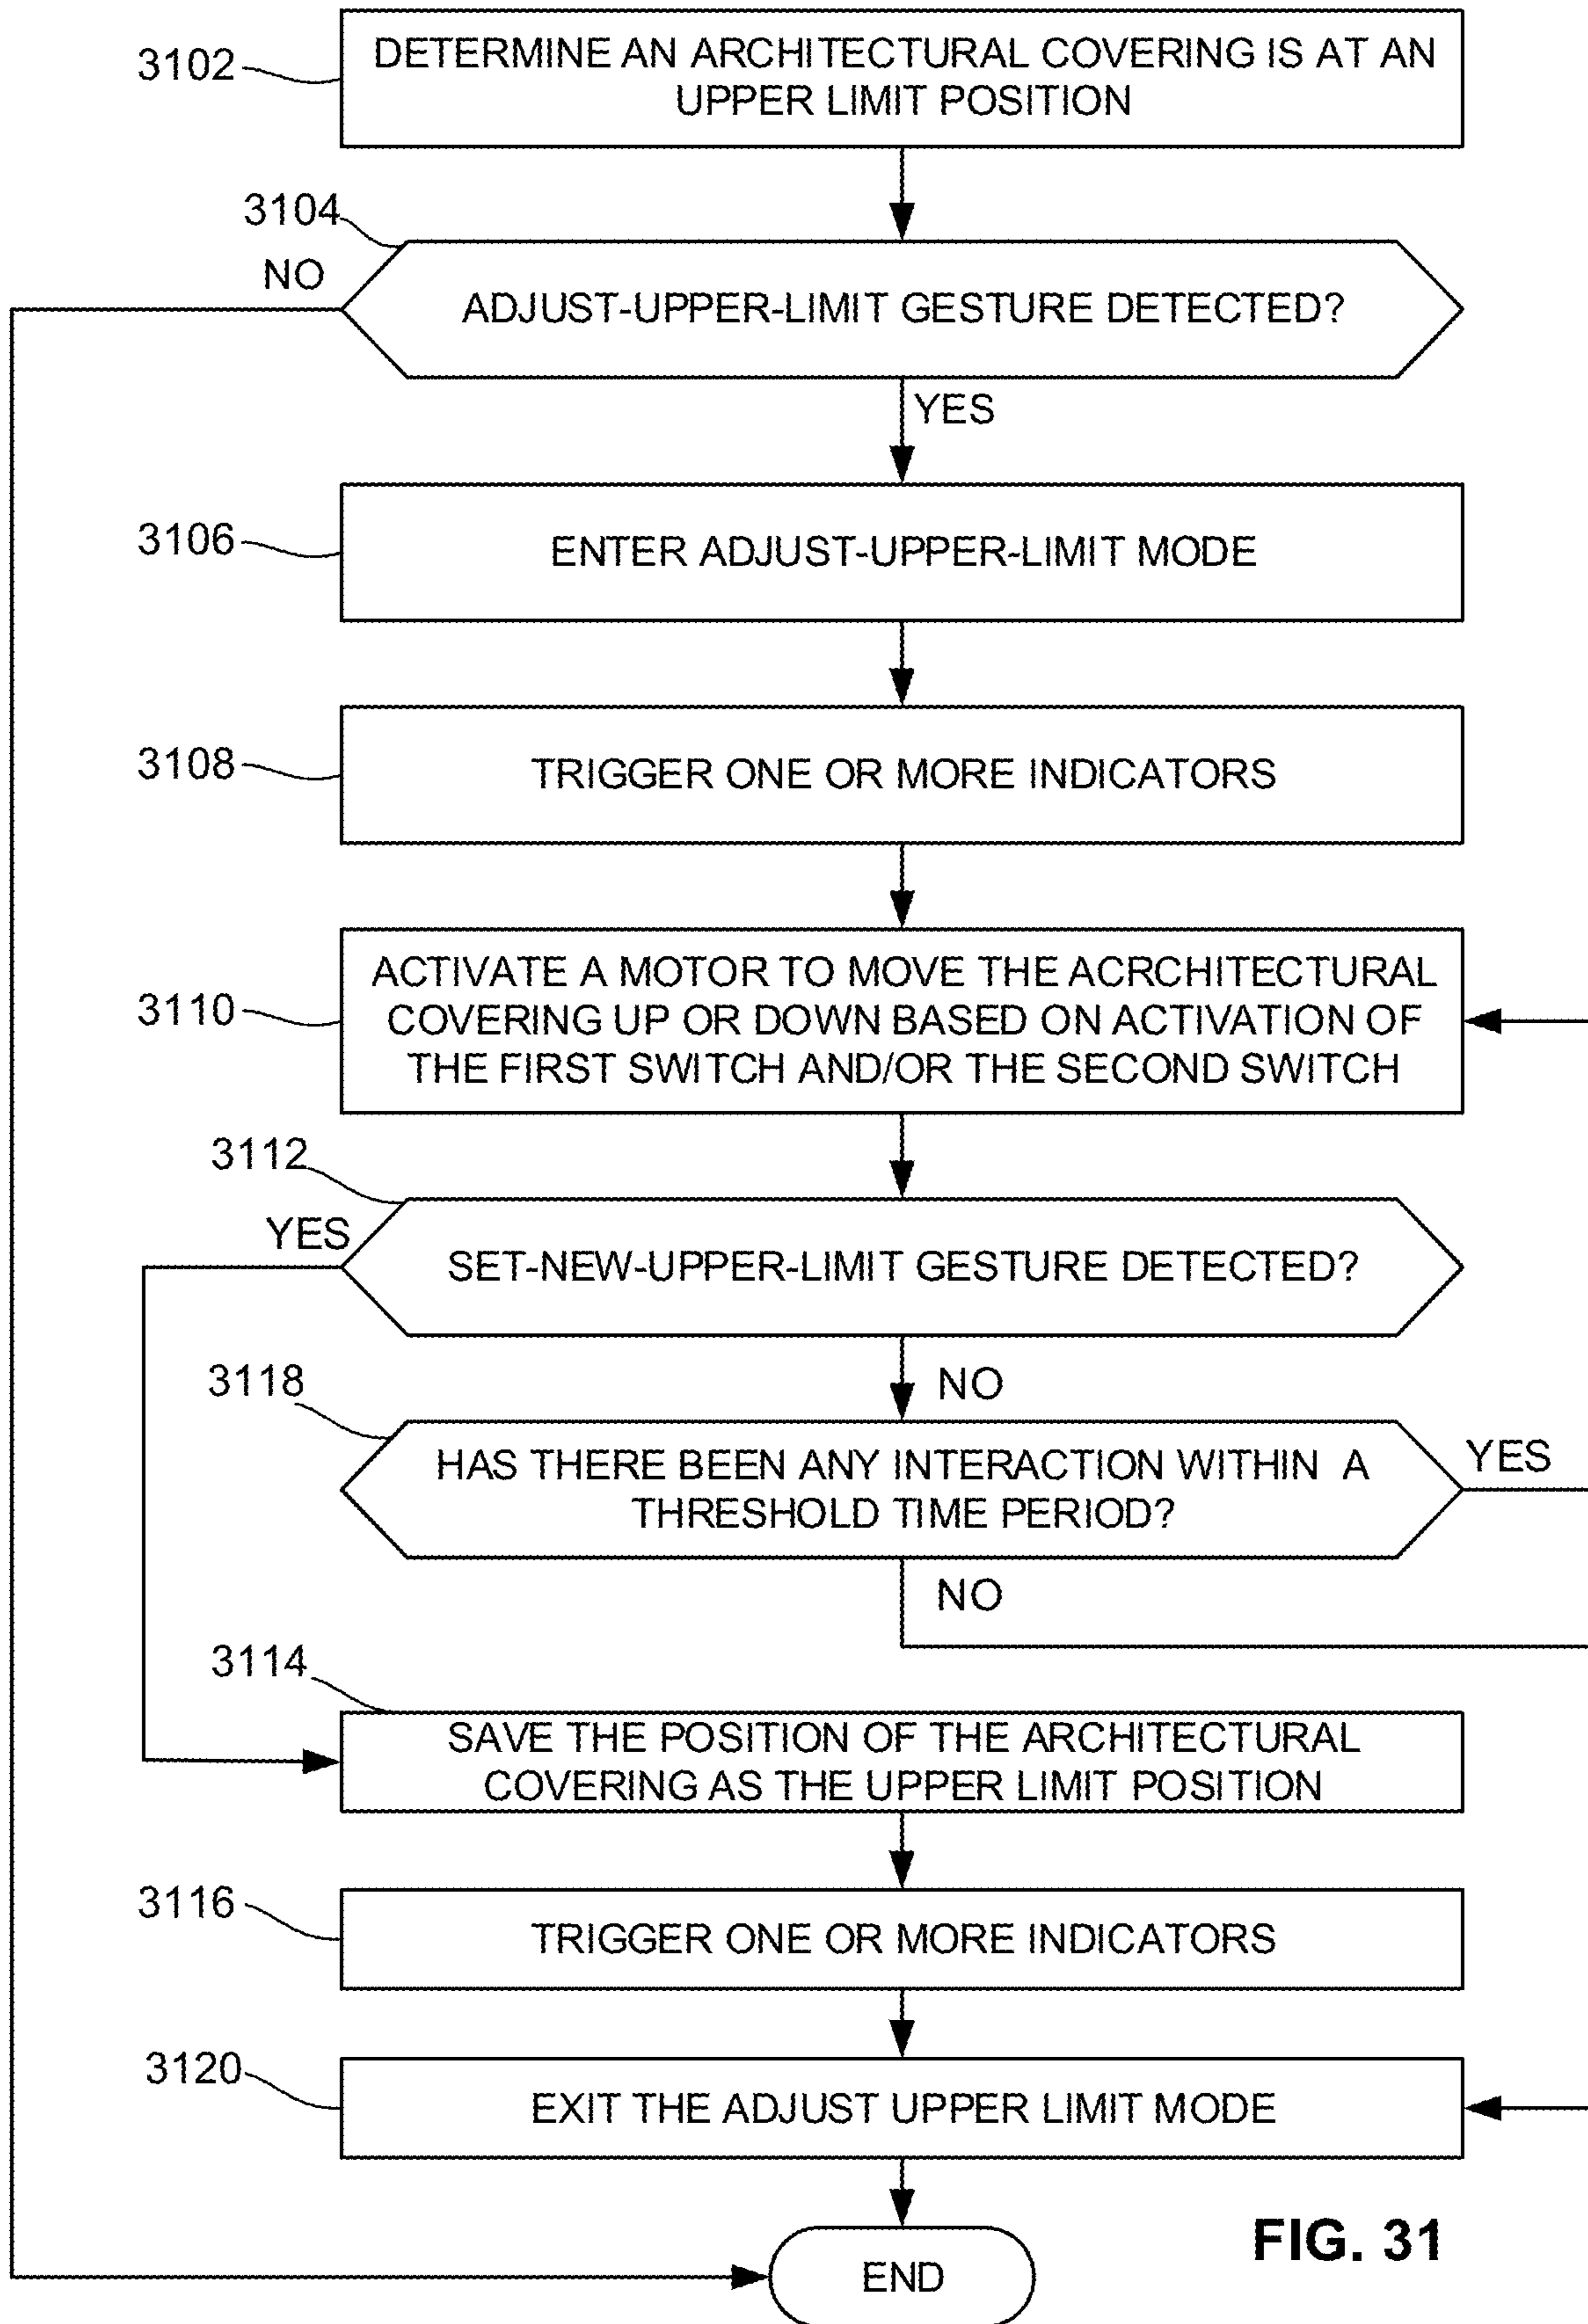 3102
DETERMINE AN ARCHITECTURAL COVERING IS AT AN
UPPER LIMIT POSITION
3104
NO
ADJUST-UPPER-LIMIT GESTURE DETECTED?
YES
3106
ENTER ADJUST-UPPER-LIMIT MODE
3108
TRIGGER ONE OR MORE INDICATORS
3110
ACTIVATE A MOTOR TO MOVE THE ACRCHITECTURAL
COVERING UP OR DOWN BASED ON ACTIVATION OF
THE FIRST SWITCH AND/OR THE SECOND SWITCH
3112
YES
SET-NEW-UPPER-LIMIT GESTURE DETECTED?
NO
3118
HAS THERE BEEN ANY INTERACTION WITHIN A
THRESHOLD TIME PERIOD?
YES
NO
3114
SAVE THE POSITION OF THE ARCHITECTURAL
COVERING AS THE UPPER LIMIT POSITION
3116
TRIGGER ONE OR MORE INDICATORS
3120
EXIT THE ADJUST UPPER LIMIT MODE
END
FIG. 31